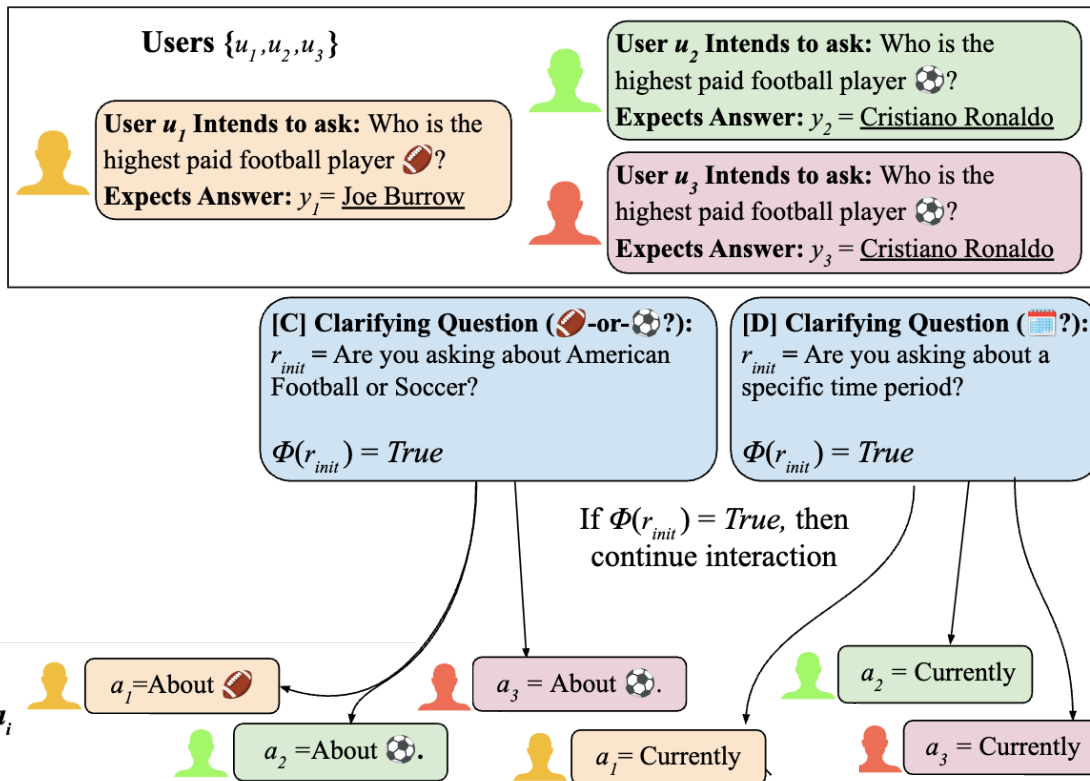 Users {u1,u2,u3}
User u1 Intends to ask: Who is the
highest paid football player 🏈?
Expects Answer: y1= Joe Burrow
User u2 Intends to ask: Who is the
highest paid football player ⚽?
Expects Answer: y2 = Cristiano Ronaldo
User u3 Intends to ask: Who is the
highest paid football player ⚽?
Expects Answer: y3 = Cristiano Ronaldo
[C] Clarifying Question (🏈-or-⚽?):
rinit = Are you asking about American
Football or Soccer?
Φ(rinit) = True
[D] Clarifying Question (🗓️?):
rinit = Are you asking about a
specific time period?
Φ(rinit) = True
If Φ(rinit) = True, then
continue interaction
a1=About 🏈
a3 = About ⚽.
a2 = Currently
ai
a2 =About ⚽.
a1= Currently
a3 = Currently